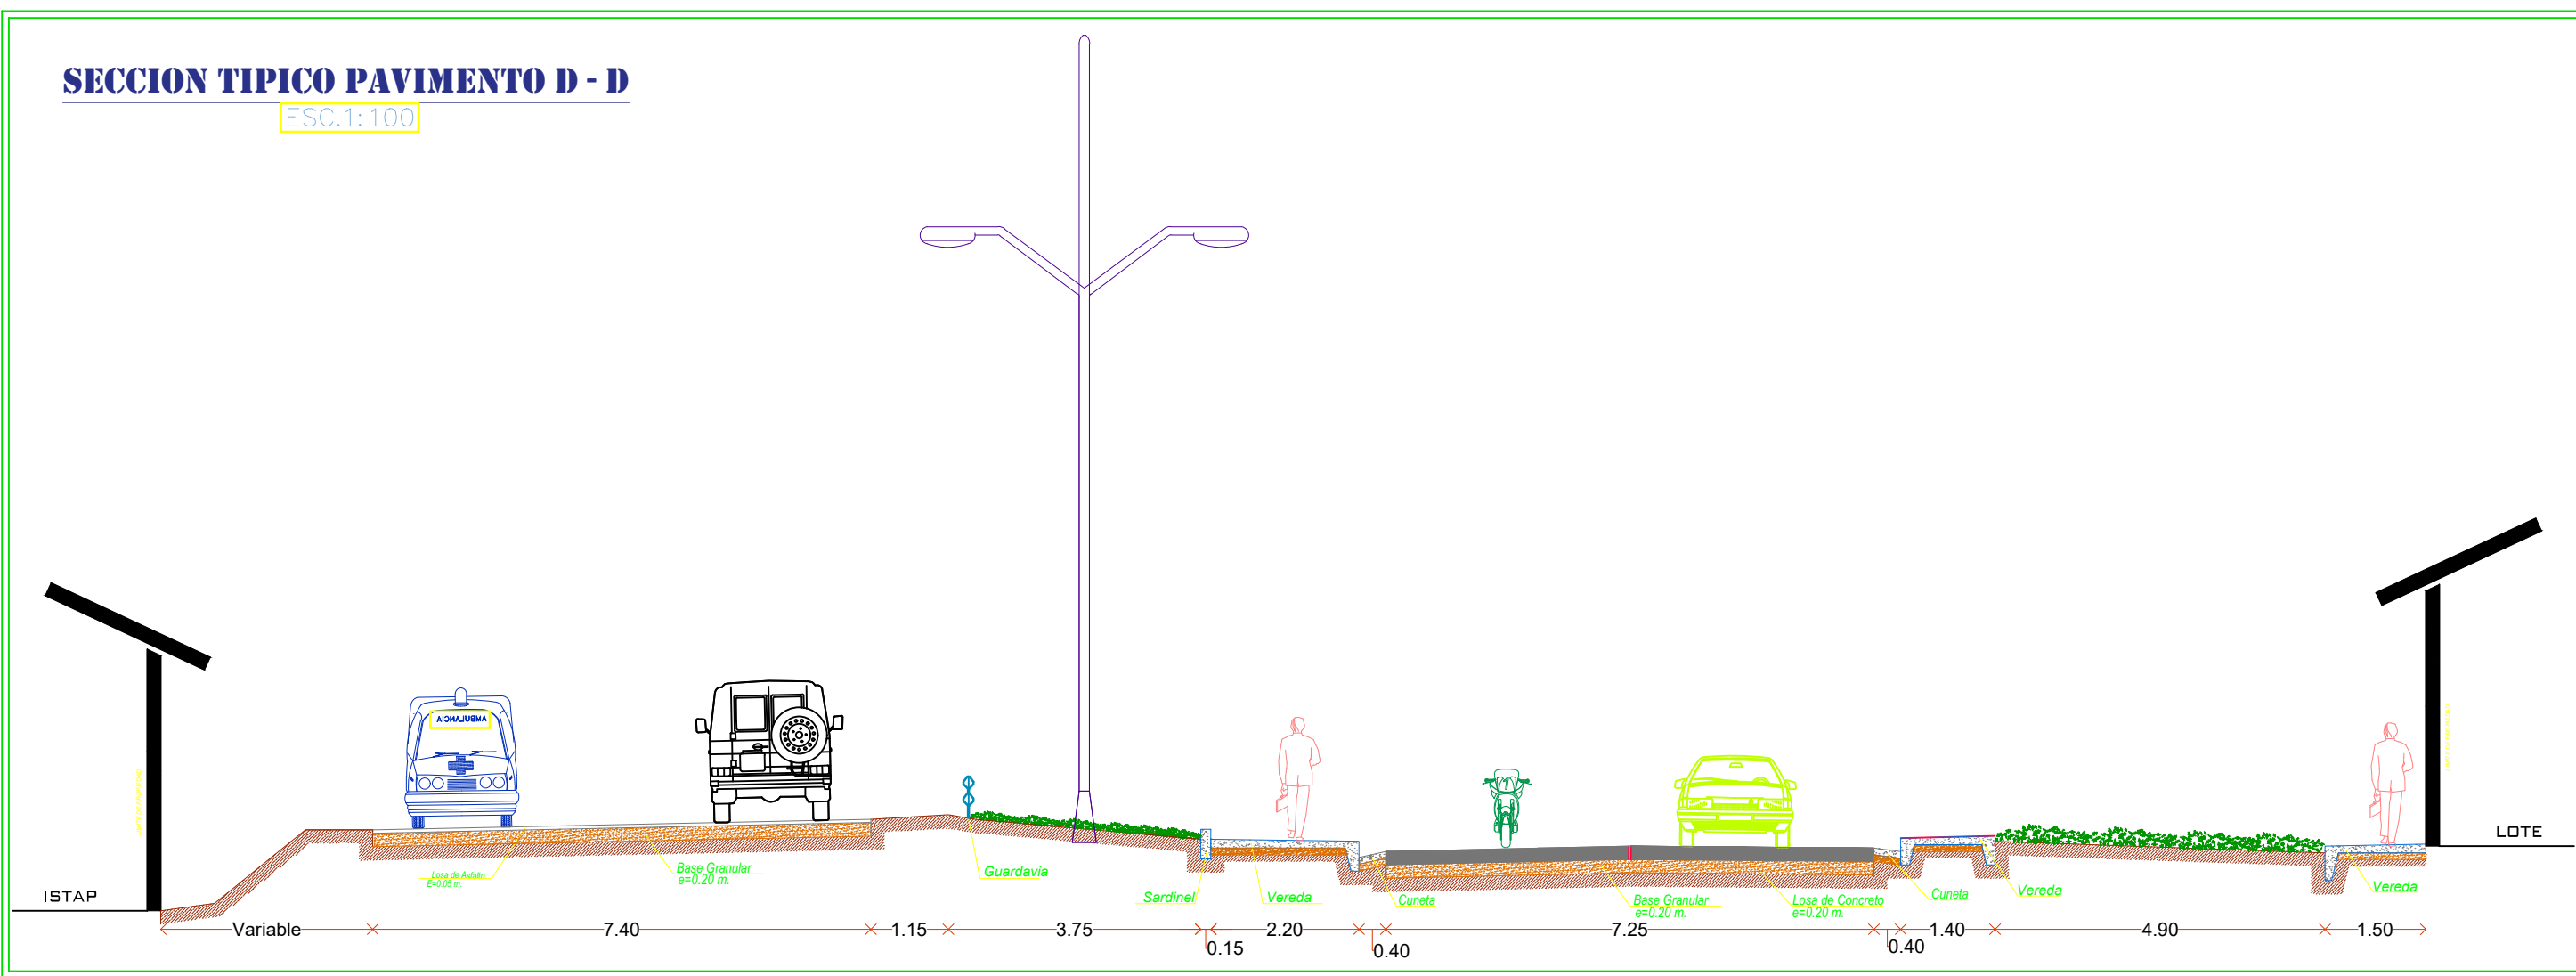 SECCION TIPICO PAVIMENTO D - D
ESC.1:100
AMBULANCIA
ISTAP
LOTE
Losa de Asfalto
E=0.05 m.
Base Granular
e=0.20 m.
Guardavia
Sardinel
Vereda
Cuneta
Base Granular
e=0.20 m.
Losa de Concreto
e=0.20 m.
Cuneta
Vereda
Vereda
Variable
7.40
1.15
3.75
0.15
2.20
0.40
7.25
0.40
1.40
4.90
1.50